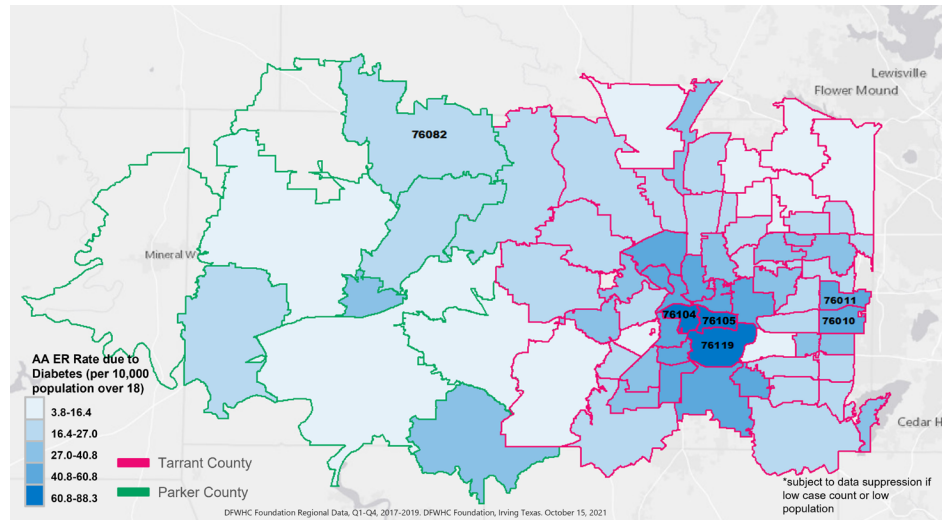 Lewisville
Flower Mound
76082
Mineral W
76011
76104
76105
76010
76119
AA ER Rate due to
Diabetes (per 10,000
population over 18)
3.8-16.4
16.4-27.0
27.0-40.8
40.8-60.8
60.8-88.3
Tarrant County
Parker County
Cedar H
*subject to data suppression if
low case count or low
population
DFWHC Foundation Regional Data, Q1-Q4, 2017-2019. DFWHC Foundation, Irving Texas. October 15, 2021